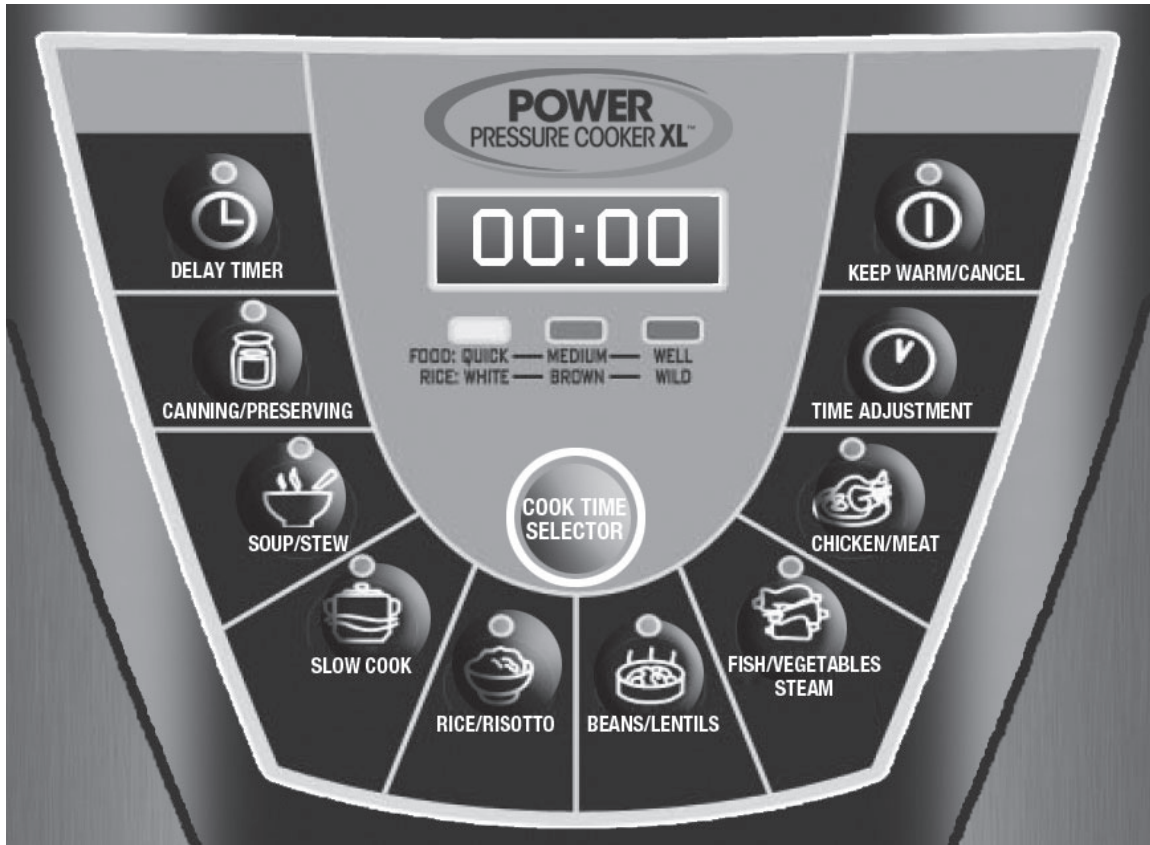 POWER
PRESSURE COOKER XL™
00:00
FOOD: QUICK — MEDIUM — WELL
RICE: WHITE — BROWN — WILD
COOK TIME
SELECTOR
DELAY TIMER
CANNING/PRESERVING
SOUP/STEW
SLOW COOK
RICE/RISOTTO
BEANS/LENTILS
FISH/VEGETABLES
STEAM
CHICKEN/MEAT
TIME ADJUSTMENT
KEEP WARM/CANCEL